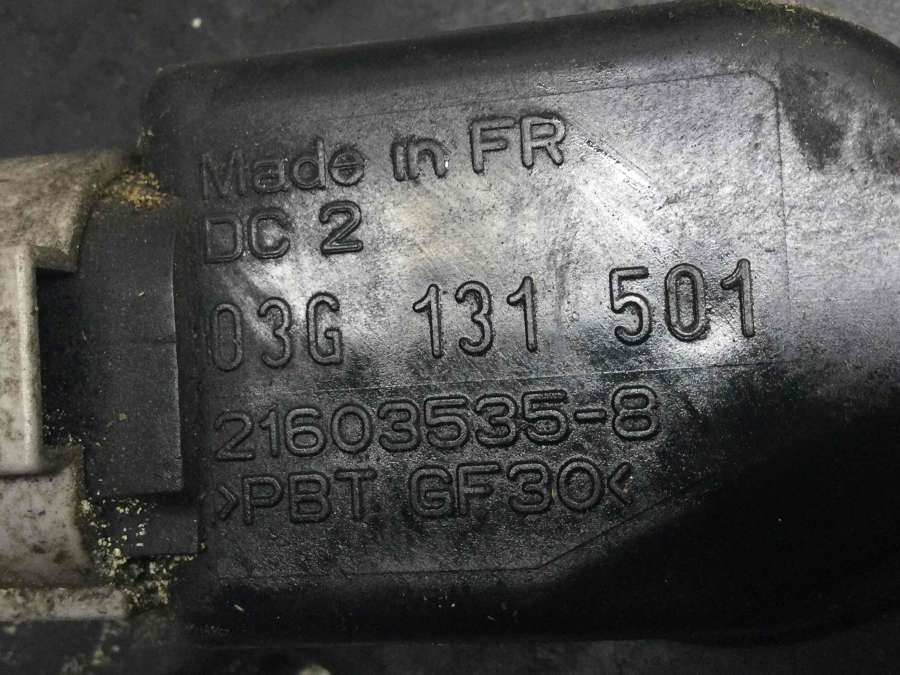 Made in FR
DC 2
03G 131 501
21603535-8
>PBT GF30<